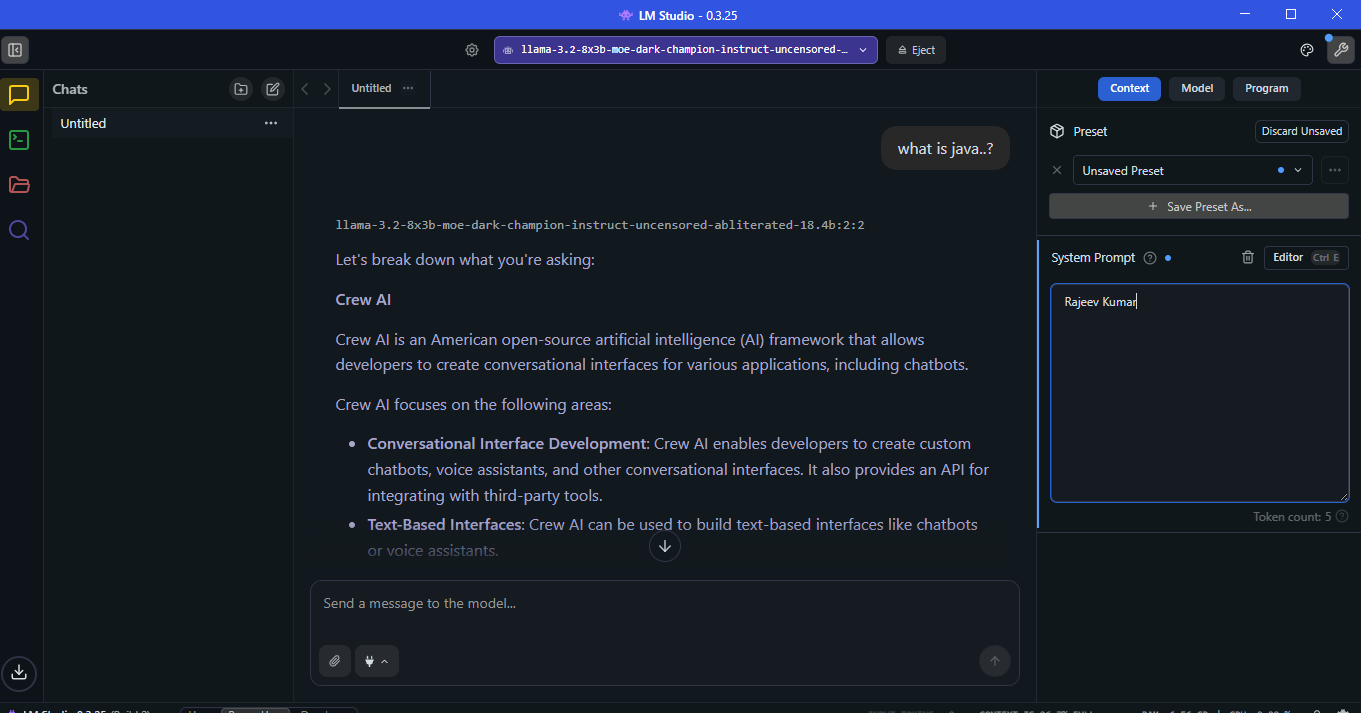 LM Studio - 0.3.25
llama-3.2-8x3b-moe-dark-champion-instruct-uncensored-…
Eject
Chats
Untitled
Context
Model
Program
Untitled
Preset
Discard Unsaved
Unsaved Preset
Save Preset As...
what is java..?
llama-3.2-8x3b-moe-dark-champion-instruct-uncensored-abliterated-18.4b:2:2
Let's break down what you're asking:
Crew AI
Crew AI is an American open-source artificial intelligence (AI) framework that allows
developers to create conversational interfaces for various applications, including chatbots.
Crew AI focuses on the following areas:
Conversational Interface Development: Crew AI enables developers to create custom
chatbots, voice assistants, and other conversational interfaces. It also provides an API for
integrating with third-party tools.
Text-Based Interfaces: Crew AI can be used to build text-based interfaces like chatbots
or voice assistants.
System Prompt
Editor Ctrl E
Rajeev Kumar
Token count: 5
Send a message to the model...
LM Studio 0.3.25